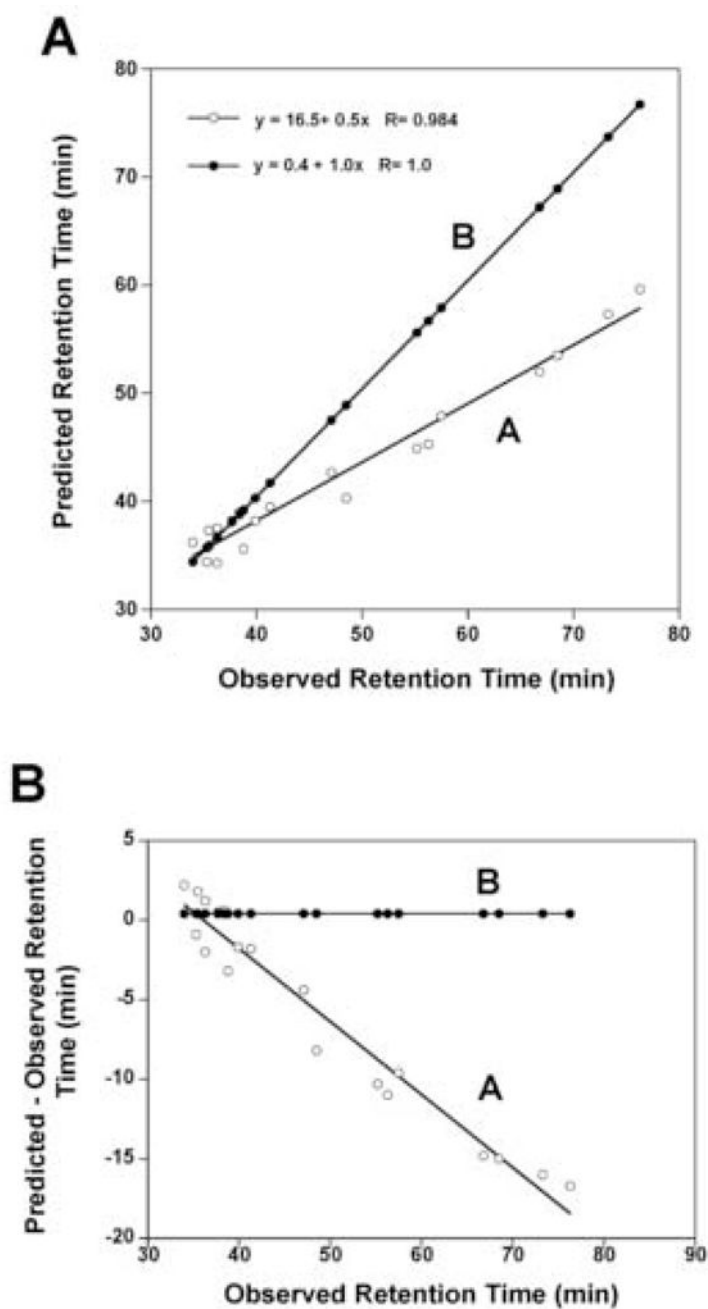 A
80
70
60
50
40
30
Predicted Retention Time (min)
y = 16.5+ 0.5x R= 0.984
y = 0.4 + 1.0x R= 1.0
B
A
30 40 50 60 70 80
Observed Retention Time (min)
B
5
0
-5
-10
-15
-20
Predicted - Observed Retention
Time (min)
B
A
30 40 50 60 70 80 90
Observed Retention Time (min)